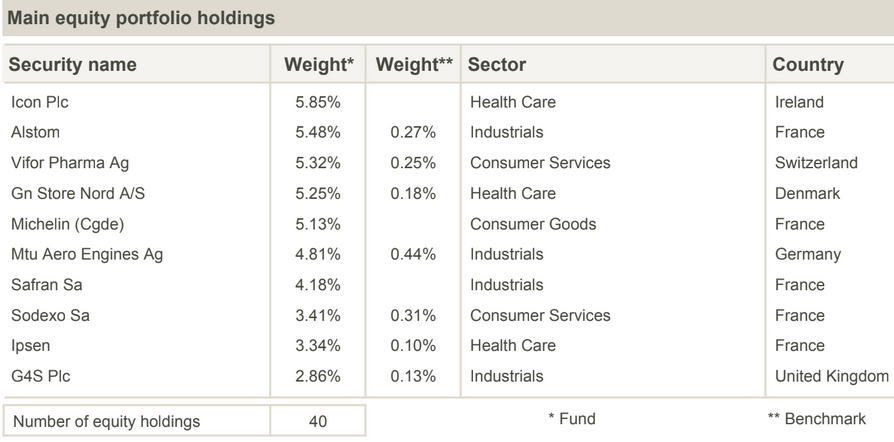 Main equity portfolio holdings
Security name Weight* Weight** Sector Country
Icon Plc 5.85% Health Care Ireland
Alstom 5.48% 0.27% Industrials France
Vifor Pharma Ag 5.32% 0.25% Consumer Services Switzerland
Gn Store Nord A/S 5.25% 0.18% Health Care Denmark
Michelin (Cgde) 5.13% Consumer Goods France
Mtu Aero Engines Ag 4.81% 0.44% Industrials Germany
Safran Sa 4.18% Industrials France
Sodexo Sa 3.41% 0.31% Consumer Services France
Ipsen 3.34% 0.10% Health Care France
G4S Plc 2.86% 0.13% Industrials United Kingdom
Number of equity holdings 40 * Fund ** Benchmark